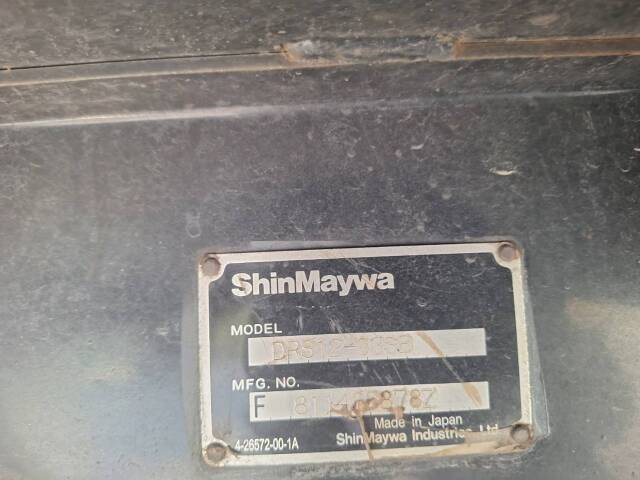 ShinMaywa
MODEL
MFG. NO.
F
Made in Japan
4-26572-00-1A
ShinMaywa Industries, Ltd.